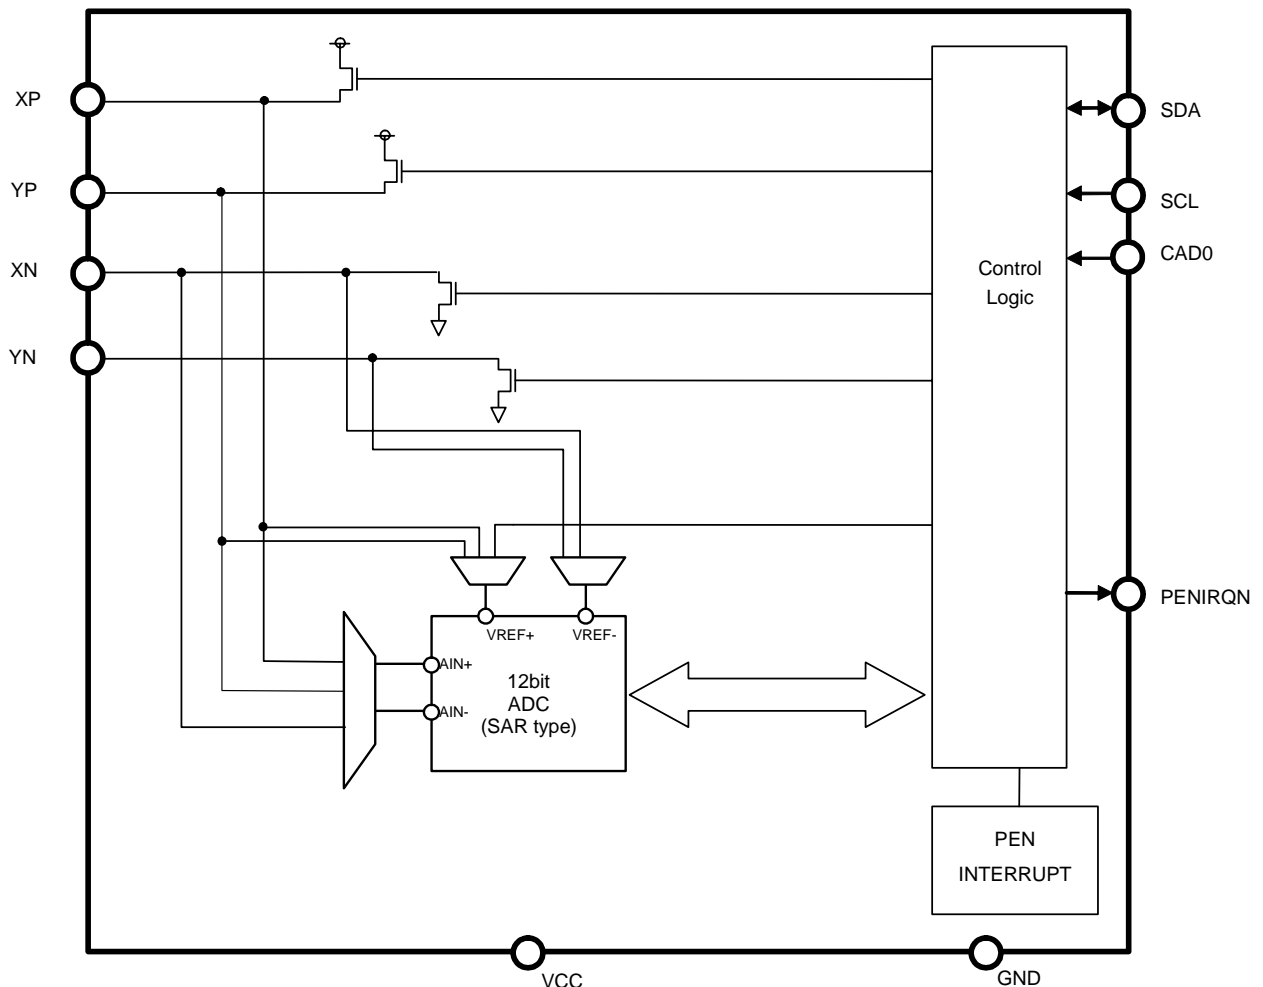 XP
SDA
YP
SCL
XN
CAD0
Control
Logic
YN
PENIRQN
VREF+
VREF-
AIN+
AIN-
12bit
ADC
(SAR type)
PEN
INTERRUPT
VCC
GND